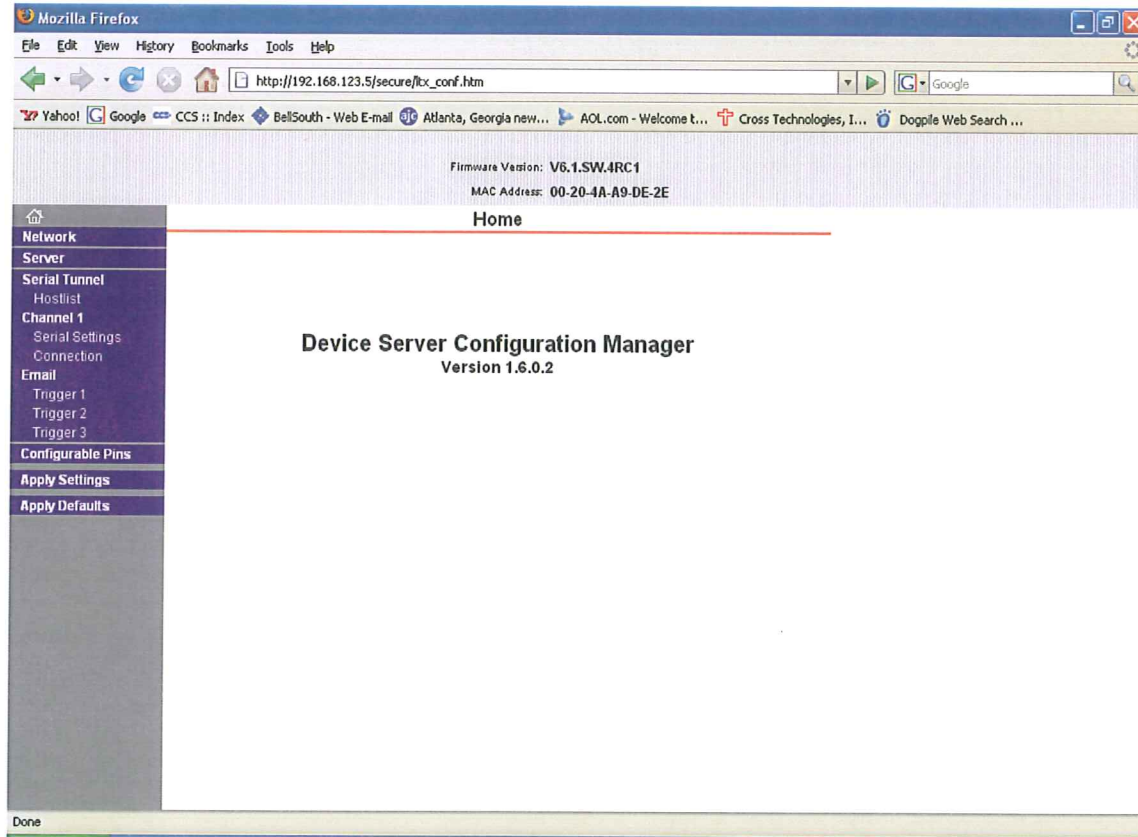 Mozilla Firefox
File Edit View History Bookmarks Tools Help
http://192.168.123.5/secure/ltx_conf.htm
Google
Yahoo! Google CCS :: Index BellSouth - Web E-mail Atlanta, Georgia new... AOL.com - Welcome t... Cross Technologies, I... Dogpile Web Search ...
Firmware Version: V6.1.SW.4RC1
MAC Address: 00-20-4A-A9-DE-2E
Home
Network
Server
Serial Tunnel
Hostlist
Channel 1
Serial Settings
Connection
Email
Trigger 1
Trigger 2
Trigger 3
Configurable Pins
Apply Settings
Apply Defaults
Device Server Configuration Manager
Version 1.6.0.2
Done